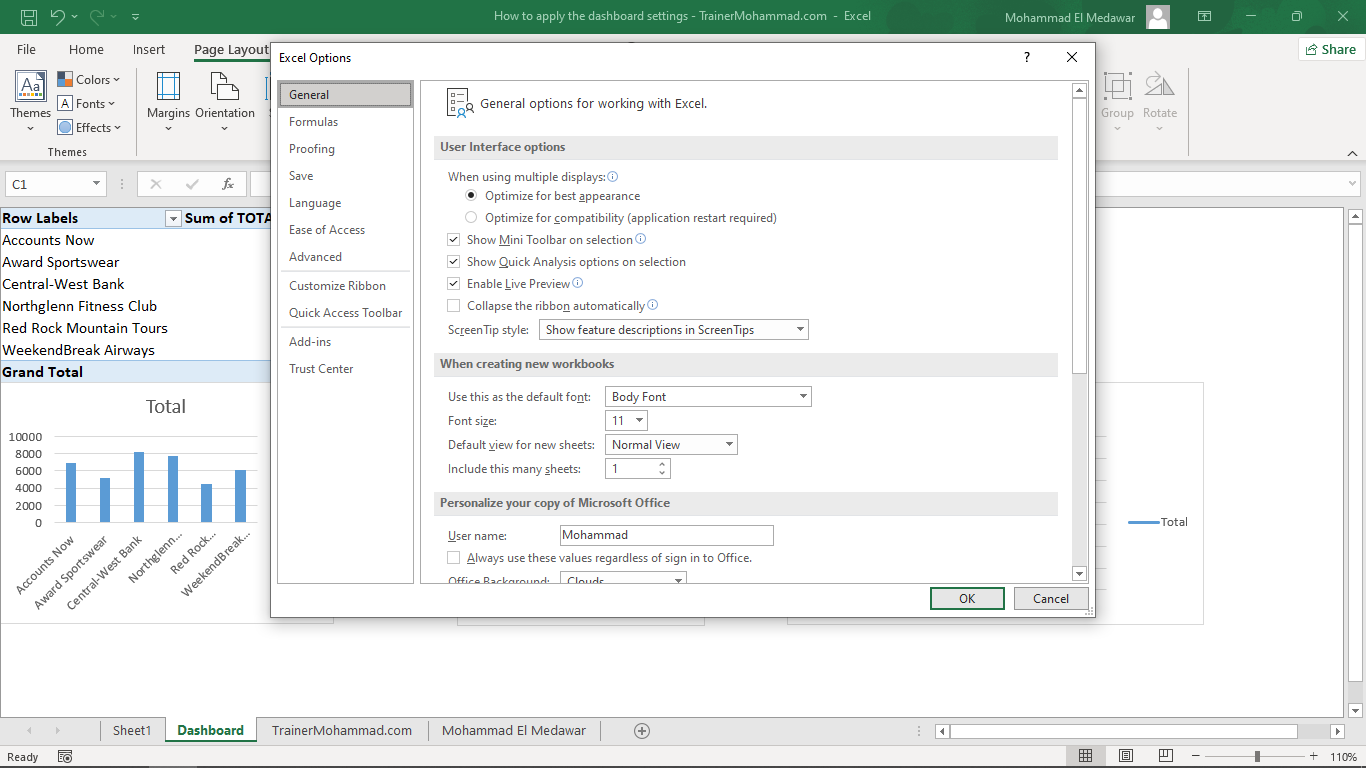 How to apply the dashboard settings - TrainerMohammad.com - Excel
Mohammad El Medawar
File Home Insert Page Layout
Share
Themes
Colors
Fonts
Effects
Margins Orientation
Group Rotate
Themes
C1
fx
Row Labels Sum of TOTA
Accounts Now
Award Sportswear
Central-West Bank
Northglenn Fitness Club
Red Rock Mountain Tours
WeekendBreak Airways
Grand Total
Total
10000
8000
6000
4000
2000
0
Accounts Now
Award Sportswear
Central-West Bank
Northglenn...
Red Rock...
WeekendBreak...
Total
Excel Options
?
General
Formulas
Proofing
Save
Language
Ease of Access
Advanced
Customize Ribbon
Quick Access Toolbar
Add-ins
Trust Center
General options for working with Excel.
User Interface options
When using multiple displays:
Optimize for best appearance
Optimize for compatibility (application restart required)
Show Mini Toolbar on selection
Show Quick Analysis options on selection
Enable Live Preview
Collapse the ribbon automatically
ScreenTip style: Show feature descriptions in ScreenTips
When creating new workbooks
Use this as the default font: Body Font
Font size: 11
Default view for new sheets: Normal View
Include this many sheets: 1
Personalize your copy of Microsoft Office
User name: Mohammad
Always use these values regardless of sign in to Office.
Office Background: Clouds
OK Cancel
Sheet1 Dashboard TrainerMohammad.com Mohammad El Medawar
Ready
110%